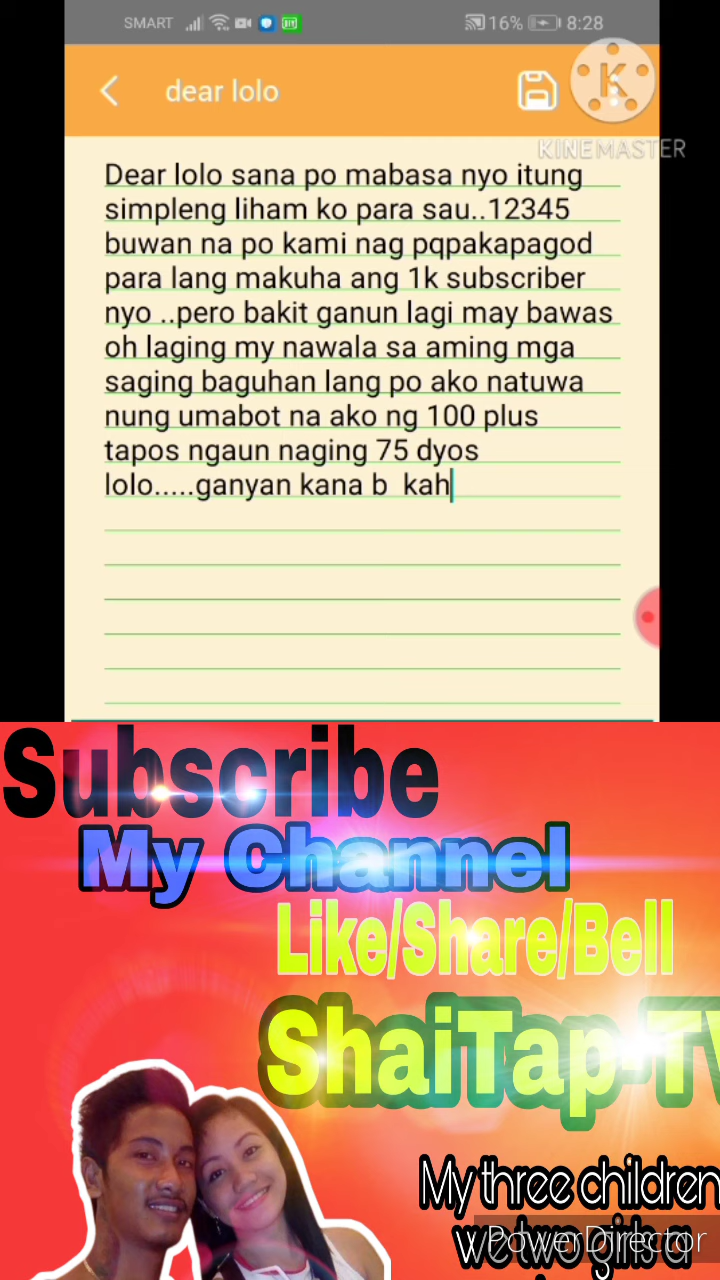 SMART 16% 8:28
dear lolo
KINEMASTER
Dear lolo sana po mabasa nyo itung
simpleng liham ko para sau..12345
buwan na po kami nag pqpakapagod
para lang makuha ang 1k subscriber
nyo ..pero bakit ganun lagi may bawas
oh laging my nawala sa aming mga
saging baguhan lang po ako natuwa
nung umabot na ako ng 100 plus
tapos ngaun naging 75 dyos
lolo.....ganyan kana b  kah
Subscribe
My Channel
Like/Share/Bell
ShaiTap TV
My three children
we two girls a
PowerDirector